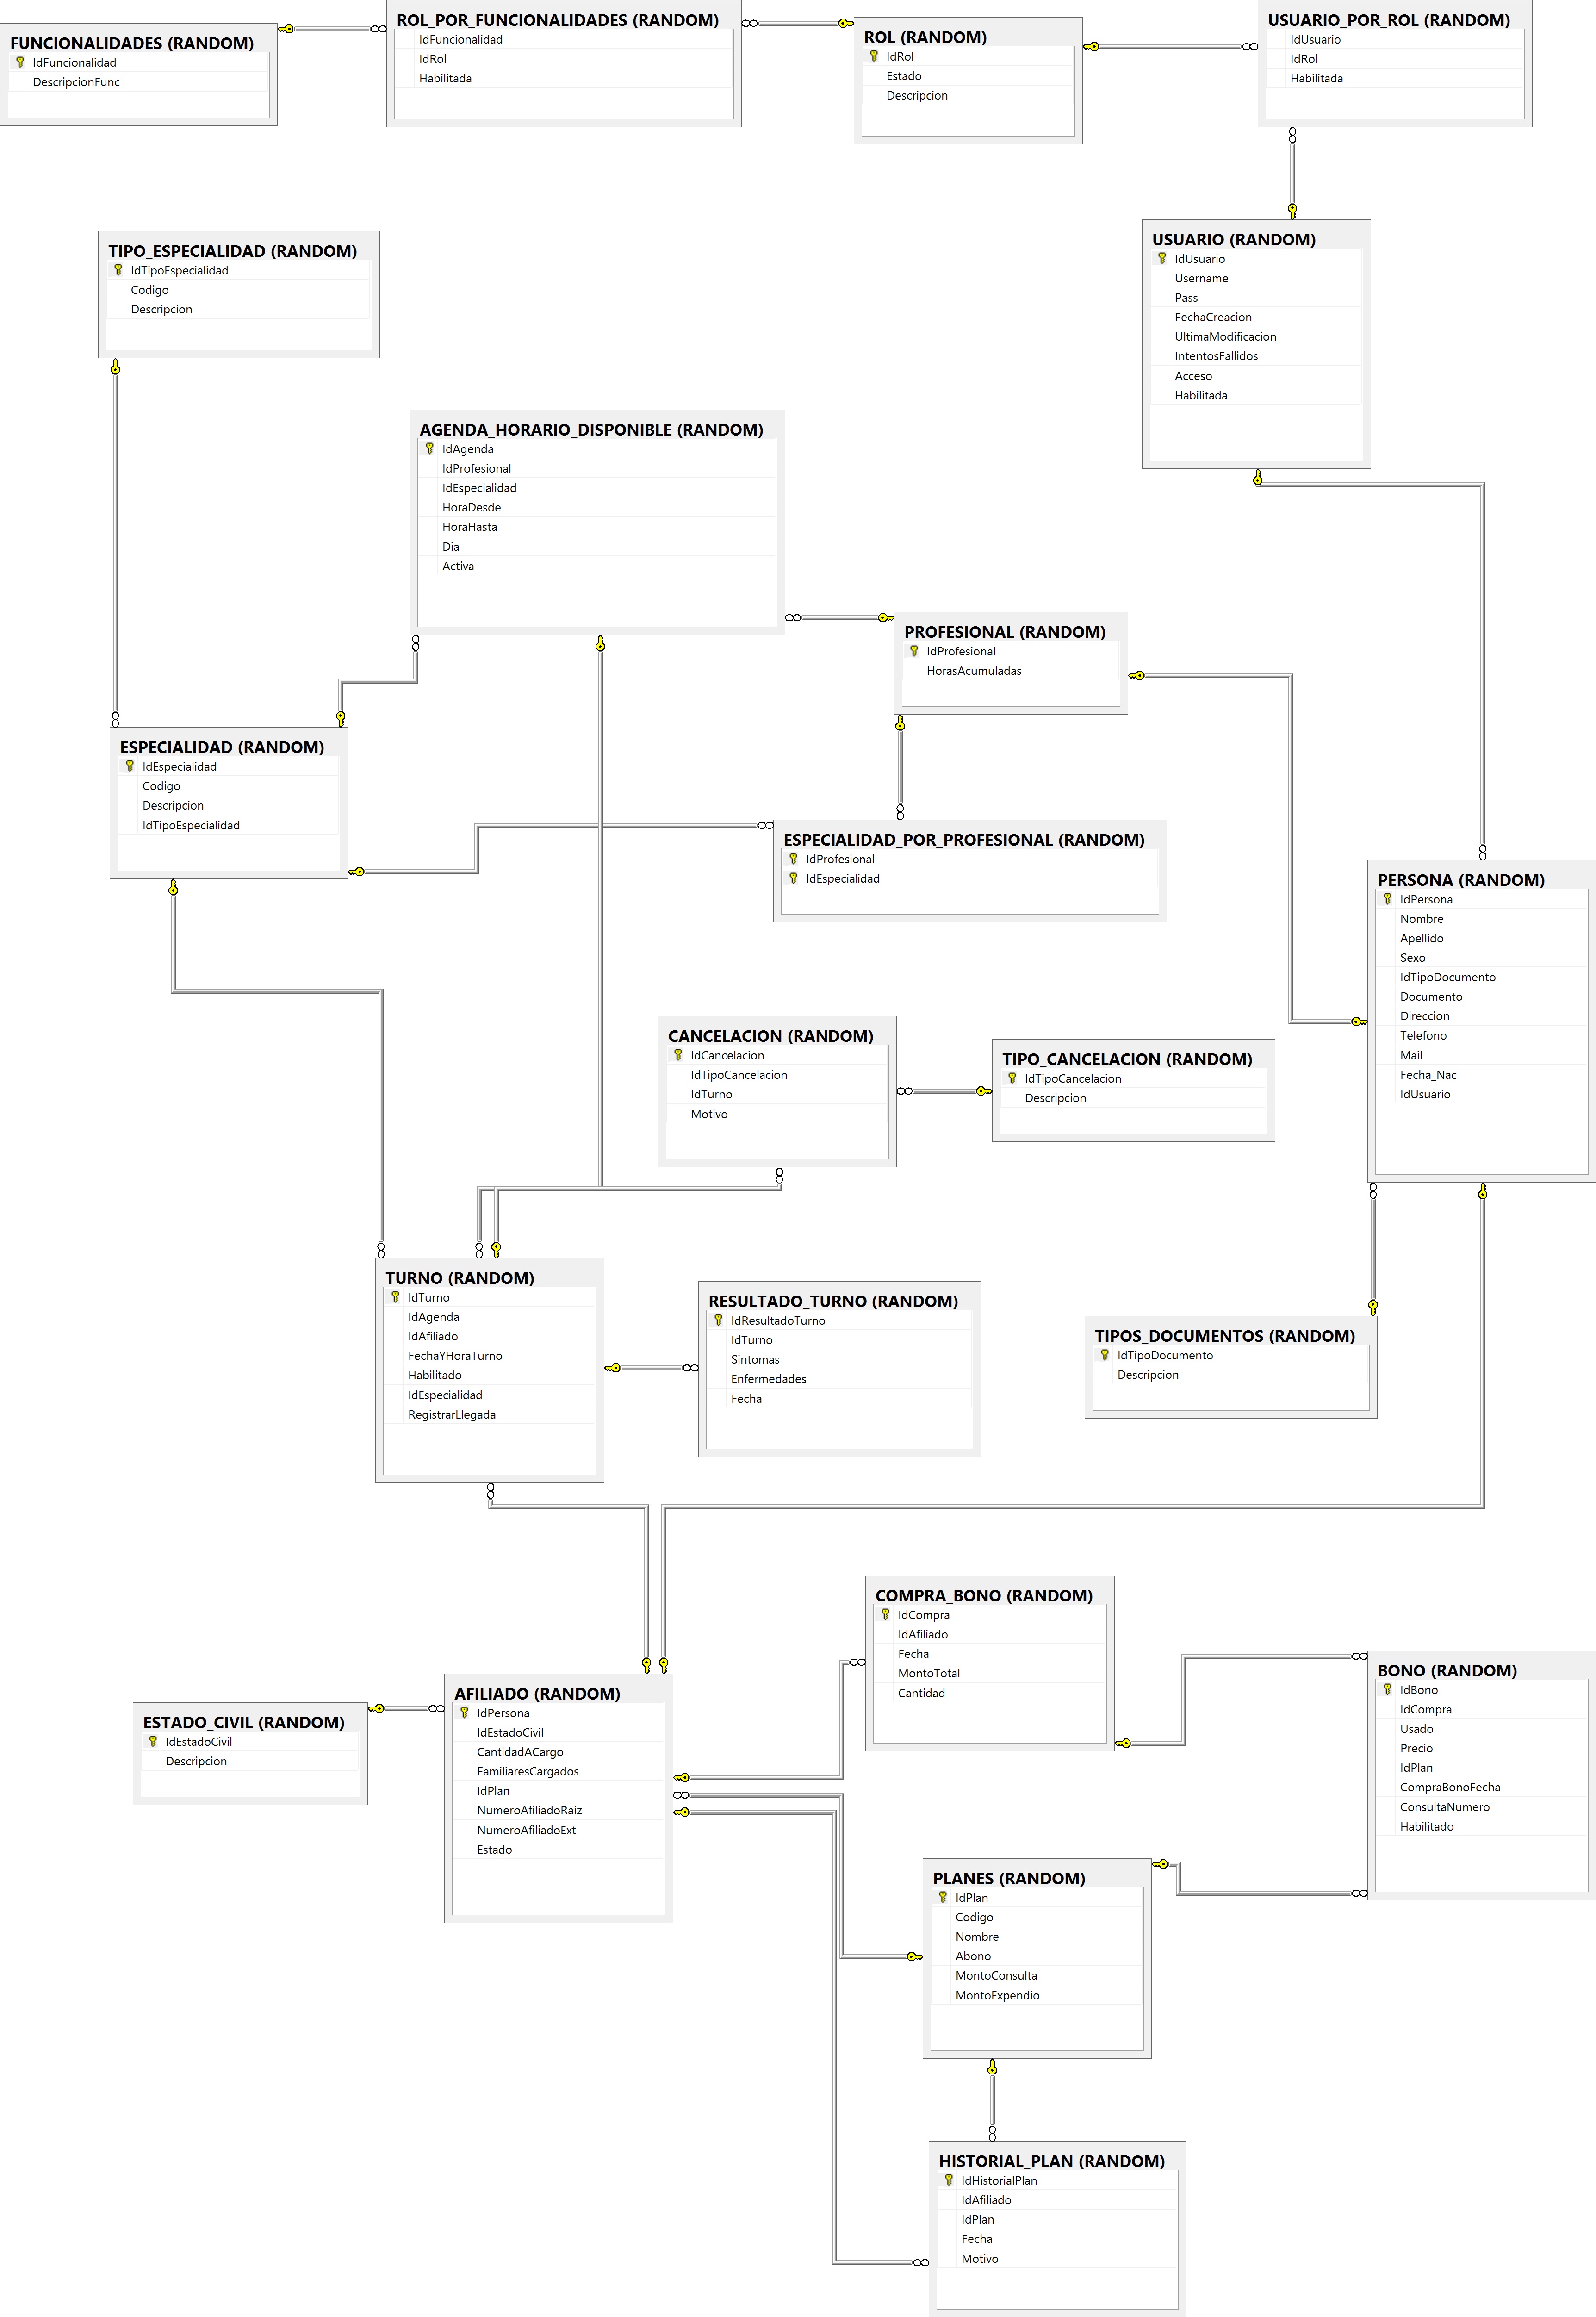 FUNCIONALIDADES (RANDOM)
IdFuncionalidad
DescripcionFunc
ROL_POR_FUNCIONALIDADES (RANDOM)
IdFuncionalidad
IdRol
Habilitada
ROL (RANDOM)
IdRol
Estado
Descripcion
USUARIO_POR_ROL (RANDOM)
IdUsuario
IdRol
Habilitada
TIPO_ESPECIALIDAD (RANDOM)
IdTipoEspecialidad
Codigo
Descripcion
USUARIO (RANDOM)
IdUsuario
Username
Pass
FechaCreacion
UltimaModificacion
IntentosFallidos
Acceso
Habilitada
AGENDA_HORARIO_DISPONIBLE (RANDOM)
IdAgenda
IdProfesional
IdEspecialidad
HoraDesde
HoraHasta
Dia
Activa
PROFESIONAL (RANDOM)
IdProfesional
HorasAcumuladas
ESPECIALIDAD (RANDOM)
IdEspecialidad
Codigo
Descripcion
IdTipoEspecialidad
ESPECIALIDAD_POR_PROFESIONAL (RANDOM)
IdProfesional
IdEspecialidad
PERSONA (RANDOM)
IdPersona
Nombre
Apellido
Sexo
IdTipoDocumento
Documento
Direccion
Telefono
Mail
Fecha_Nac
IdUsuario
CANCELACION (RANDOM)
IdCancelacion
IdTipoCancelacion
IdTurno
Motivo
TIPO_CANCELACION (RANDOM)
IdTipoCancelacion
Descripcion
TURNO (RANDOM)
IdTurno
IdAgenda
IdAfiliado
FechaYHoraTurno
Habilitado
IdEspecialidad
RegistrarLlegada
RESULTADO_TURNO (RANDOM)
IdResultadoTurno
IdTurno
Sintomas
Enfermedades
Fecha
TIPOS_DOCUMENTOS (RANDOM)
IdTipoDocumento
Descripcion
COMPRA_BONO (RANDOM)
IdCompra
IdAfiliado
Fecha
MontoTotal
Cantidad
BONO (RANDOM)
IdBono
IdCompra
Usado
Precio
IdPlan
CompraBonoFecha
ConsultaNumero
Habilitado
AFILIADO (RANDOM)
IdPersona
IdEstadoCivil
CantidadACargo
FamiliaresCargados
IdPlan
NumeroAfiliadoRaiz
NumeroAfiliadoExt
Estado
ESTADO_CIVIL (RANDOM)
IdEstadoCivil
Descripcion
PLANES (RANDOM)
IdPlan
Codigo
Nombre
Abono
MontoConsulta
MontoExpendio
HISTORIAL_PLAN (RANDOM)
IdHistorialPlan
IdAfiliado
IdPlan
Fecha
Motivo